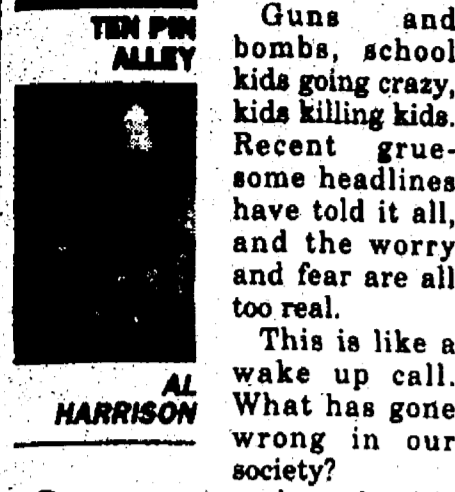 TEN PIN
ALLEY
AL
HARRISON
Guns and
bombs, school
kids going crazy,
kids killing kids.
Recent grue-
some headlines
have told it all,
and the worry
and fear are all
too real.
This is like a
wake up call.
What has gone
wrong in our
society?